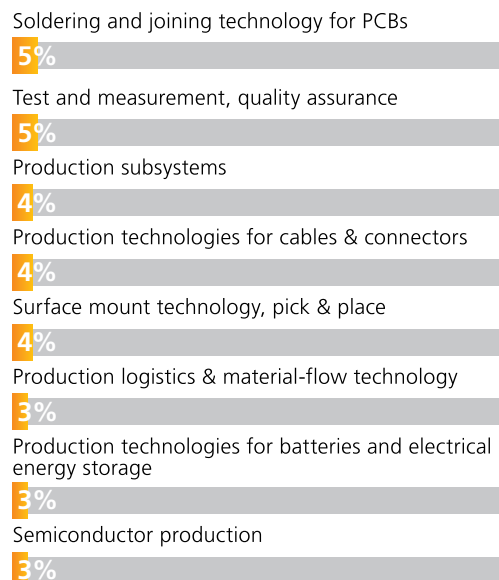 Soldering and joining technology for PCBs
5%
Test and measurement, quality assurance
5%
Production subsystems
4%
Production technologies for cables & connectors
4%
Surface mount technology, pick & place
4%
Production logistics & material-flow technology
3%
Production technologies for batteries and electrical
energy storage
3%
Semiconductor production
3%